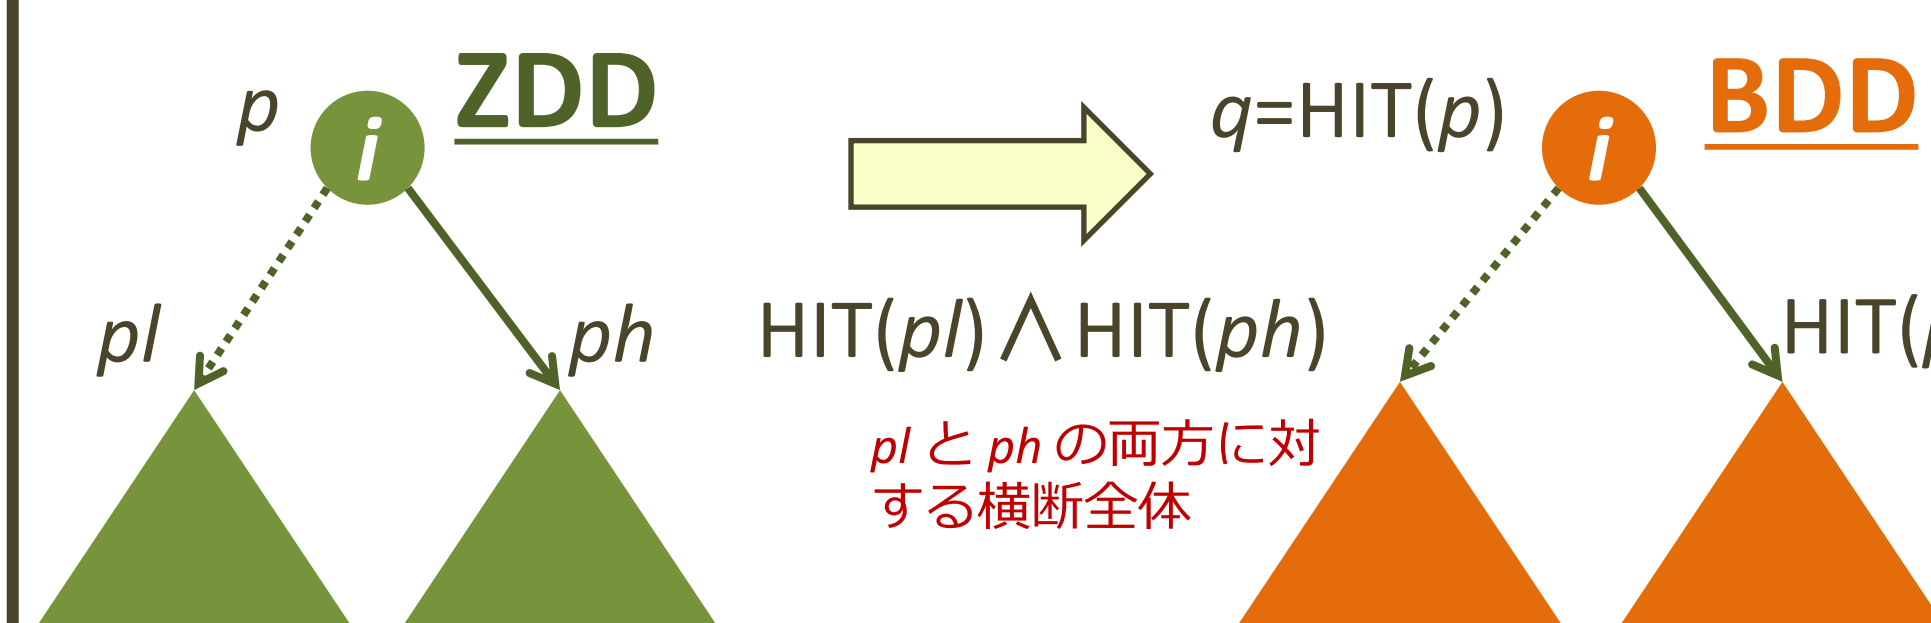 p
ZDD
i
q=HIT(p)
BDD
i
pl
ph
HIT(pl)∧HIT(ph)
HIT(
pl と ph の両方に対
する横断全体